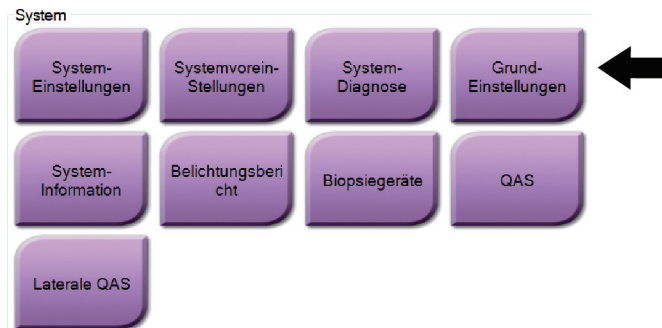 System
System-
Einstellungen
Systemvorein-
Stellungen
System-
Diagnose
Grund-
Einstellungen
System-
Information
Belichtungsberi
cht
Biopsiegeräte
QAS
Laterale QAS